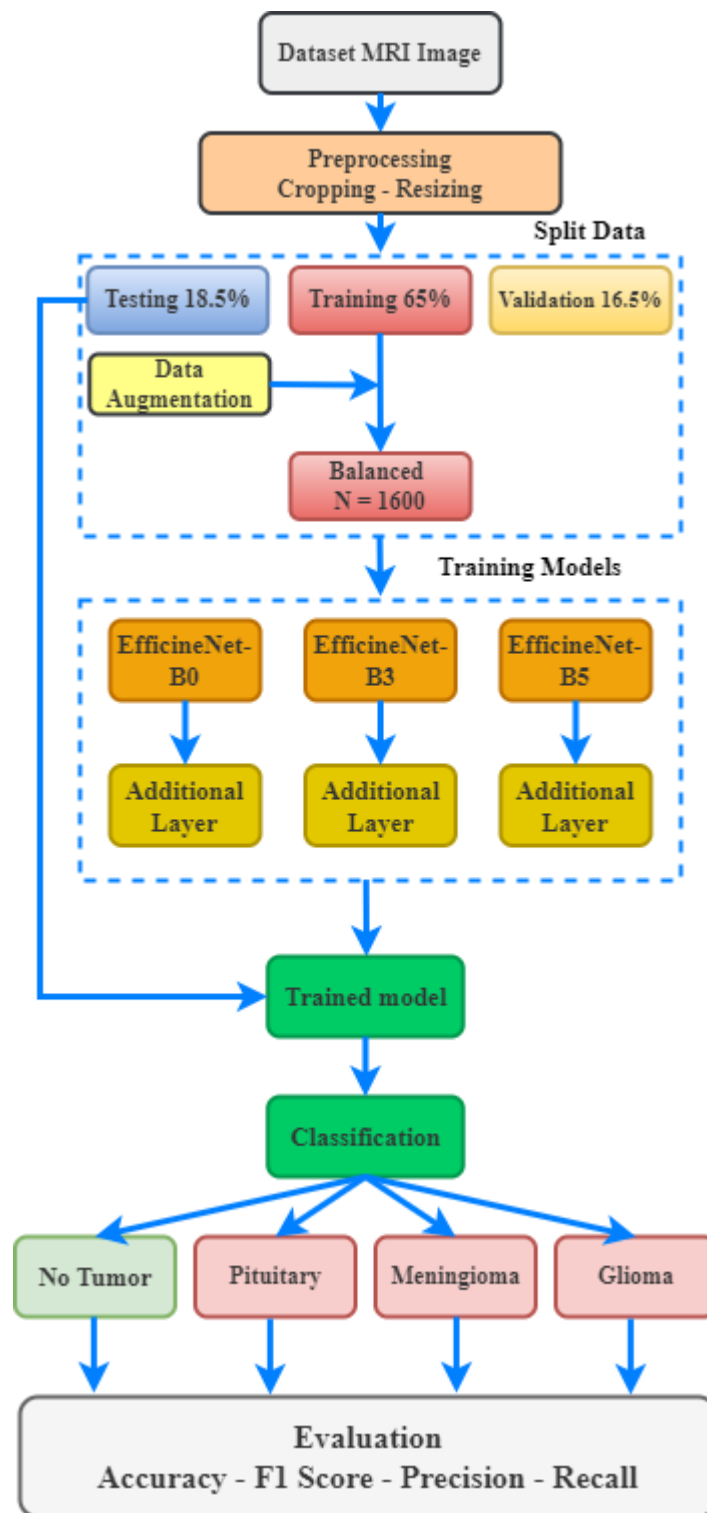 Dataset MRI Image
Preprocessing
Cropping - Resizing
Split Data
Testing 18.5%
Training 65%
Validation 16.5%
Data
Augmentation
Balanced
N = 1600
Training Models
EfficineNet-
B0
EfficineNet-
B3
EfficineNet-
B5
Additional
Layer
Additional
Layer
Additional
Layer
Trained model
Classification
No Tumor
Pituitary
Meningioma
Glioma
Evaluation
Accuracy - F1 Score - Precision - Recall